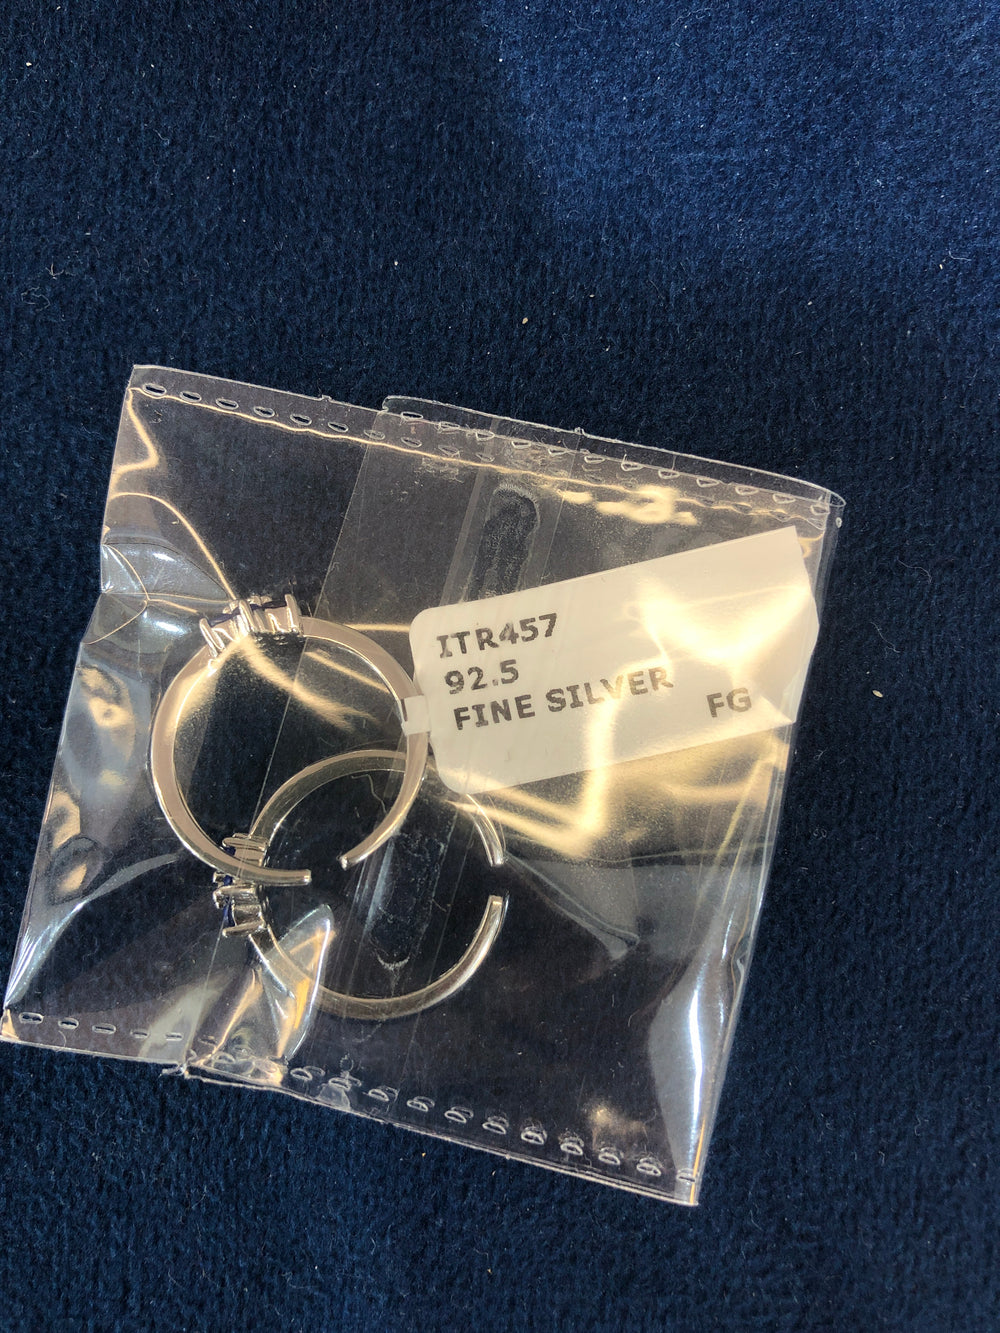 ITR457
92.5
FINE SILVER
FG